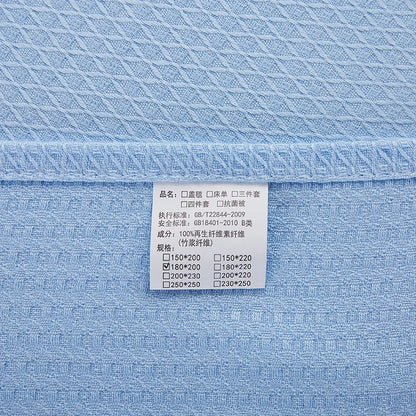 品名：□盖毯 □床单 □三件套
□四件套 □抗菌被
执行标准：GB/T22844-2009
安全标准：GB18401-2010 B类
成分：100%再生纤维素纤维
(竹浆纤维)
规格：
□150*200 □150*220
☑180*200 □180*220
□200*230 □220*230
□250*250 □230*250